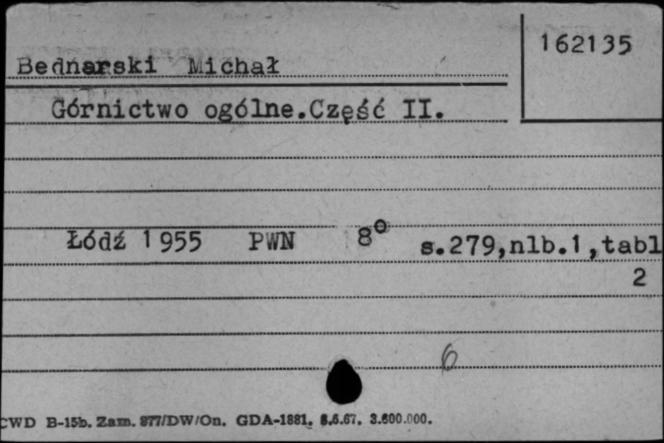 162135
Bednarski Michał
Górnictwo ogólne.Część II.
Łódź 1955 PWN 8° s.279,nlb.1,tabl
2
6
CWD B-15b. Zam. 877/DW/On. GDA-1881. 8.6.67. 3.600.000.